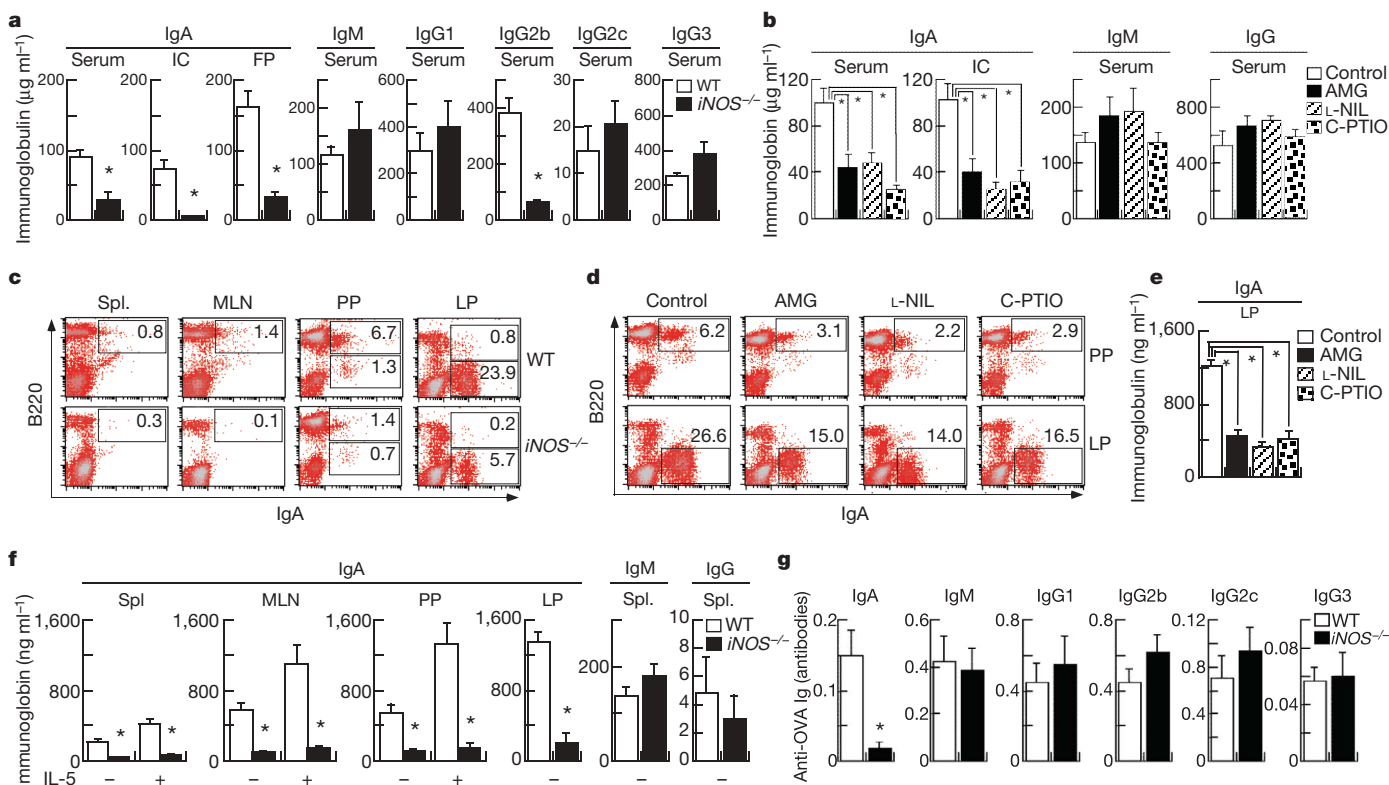 a
IgA IgM IgG1 IgG2b IgG2c IgG3
Serum IC FP Serum Serum Serum Serum Serum
Immunoglobulin (µg ml⁻¹)
200 200 200 200 600 400 30 800
100 100 100 100 400 200 20 600
0 0 0 0 200 0 10 400
0 0 200
0
* * * *
WT
iNOS⁻/⁻
b
IgA IgM IgG
Serum IC Serum Serum
Immunoglobin (µg ml⁻¹)
120 120 200 800
80 80 100 400
40 40 0 0
0 0
* * * * * *
Control
AMG
L-NIL
C-PTIO
c
Spl. MLN PP LP
0.8 1.4 6.7 0.8
1.3 23.9
WT
0.3 0.1 1.4 0.2
0.7 5.7
iNOS⁻/⁻
B220
IgA
d
Control AMG L-NIL C-PTIO
6.2 3.1 2.2 2.9
PP
26.6 15.0 14.0 16.5
LP
B220
IgA
e
IgA
LP
Immunoglobulin (ng ml⁻¹)
1,600
800
400
0
* * *
Control
AMG
L-NIL
C-PTIO
f
IgA IgM IgG
Spl MLN PP LP Spl. Spl.
mmunoglobin (ng ml⁻¹)
1,600 1,600 1,600 1,600 10
800 800 800 800 200 8
0 0 0 0 0 6
4
2
0
* * * * * * *
WT
iNOS⁻/⁻
IL-5 – + – + – + – – –
g
IgA IgM IgG1 IgG2b IgG2c IgG3
Anti-OVA Ig (antibodies)
0.2 0.6 0.8 0.8 0.12 0.08
0.1 0.4 0.4 0.4 0.8 0.04
0 0.2 0 0 0.4 0
0 0
*
WT
iNOS⁻/⁻